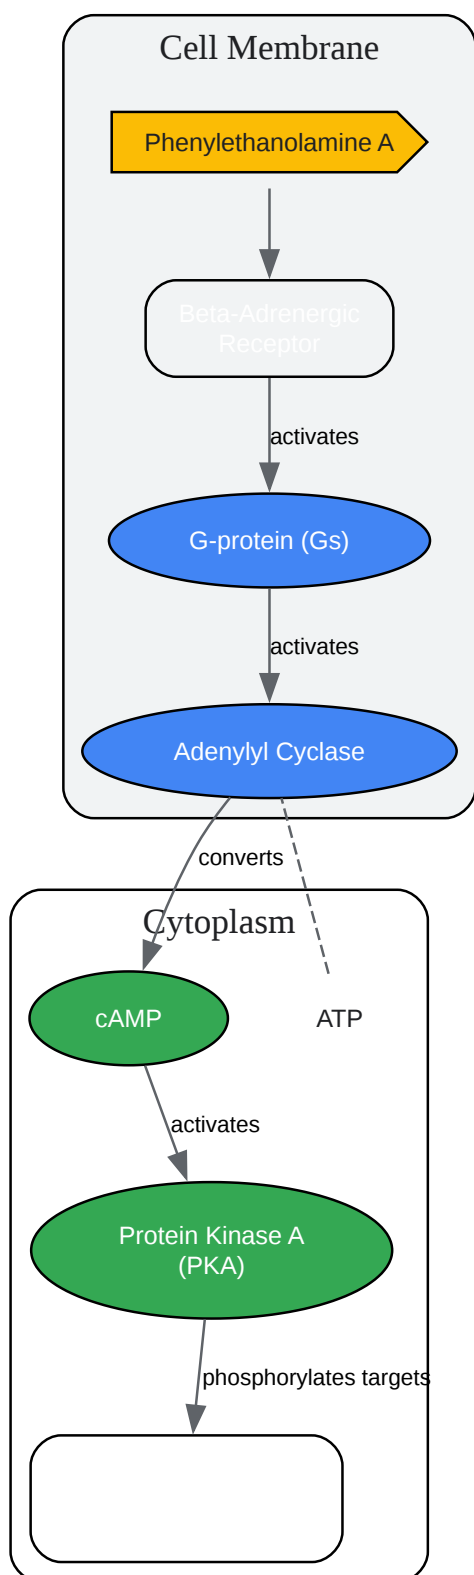 Cell Membrane
Phenylethanolamine A
Beta-Adrenergic
Receptor
activates
G-protein (Gs)
activates
Adenylyl Cyclase
converts
Cytoplasm
cAMP
ATP
activates
Protein Kinase A
(PKA)
phosphorylates targets